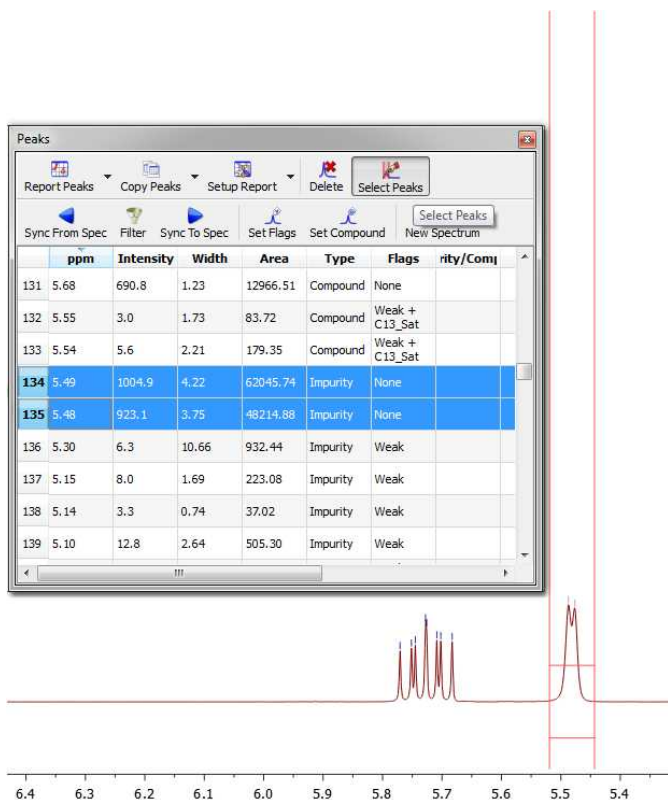 Peaks
Report Peaks Copy Peaks Setup Report Delete Select Peaks
Select Peaks
Sync From Spec Filter Sync To Spec Set Flags Set Compound New Spectrum
ppm Intensity Width Area Type Flags rity/Comp
131 5.68 690.8 1.23 12966.51 Compound None
132 5.55 3.0 1.73 83.72 Compound Weak +
C13_Sat
133 5.54 5.6 2.21 179.35 Compound Weak +
C13_Sat
134 5.49 1004.9 4.22 62045.74 Impurity None
135 5.48 923.1 3.75 48214.88 Impurity None
136 5.30 6.3 10.66 932.44 Impurity Weak
137 5.15 8.0 1.69 223.08 Impurity Weak
138 5.14 3.3 0.74 37.02 Impurity Weak
139 5.10 12.8 2.64 505.30 Impurity Weak
6.4 6.3 6.2 6.1 6.0 5.9 5.8 5.7 5.6 5.5 5.4